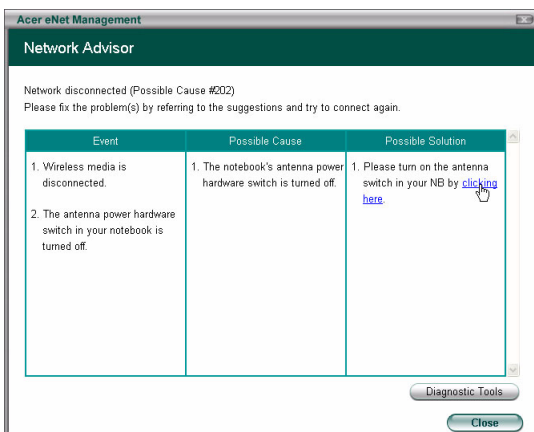 Acer eNet Management
Network Advisor
Network disconnected (Possible Cause #202)
Please fix the problem(s) by referring to the suggestions and try to connect again.
Event
Possible Cause
Possible Solution
1. Wireless media is
disconnected.
2. The antenna power hardware
switch in your notebook is
turned off.
1. The notebook's antenna power
hardware switch is turned off.
1. Please turn on the antenna
switch in your NB by clicking
here.
Diagnostic Tools
Close